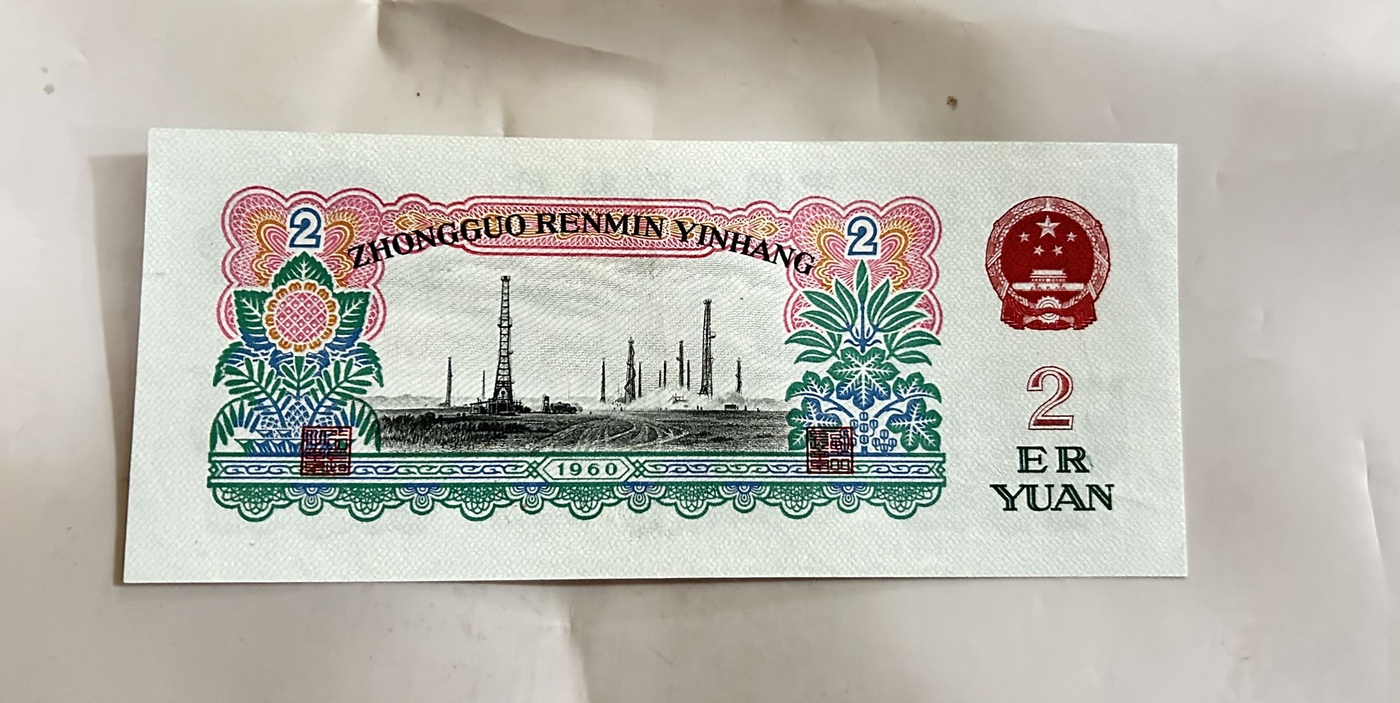 2
ZHONGGUO RENMIN YINHANG
2
1960
2
ER
YUAN